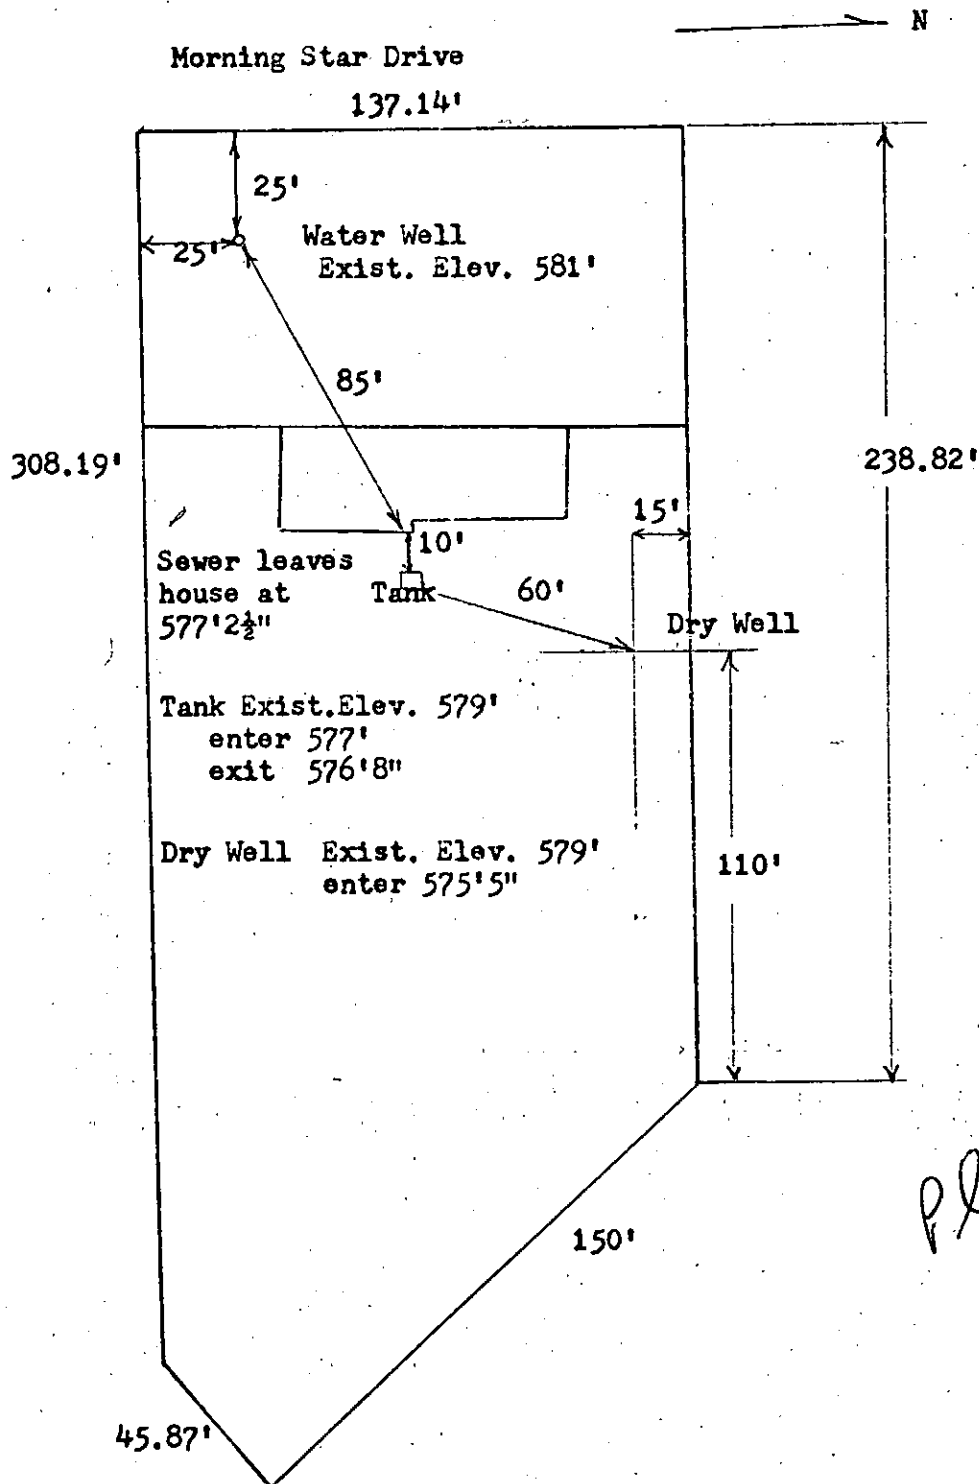 N
Morning Star Drive
137.14'
25'
25'
Water Well
Exist. Elev. 581'
85'
308.19'
238.82'
15'
10'
Sewer leaves
house at
577'2½"
Tank
60'
Dry Well
Tank Exist.Elev. 579'
enter 577'
exit 576'8"
Dry Well Exist. Elev. 579'
enter 575'5"
110'
150'
45.87'